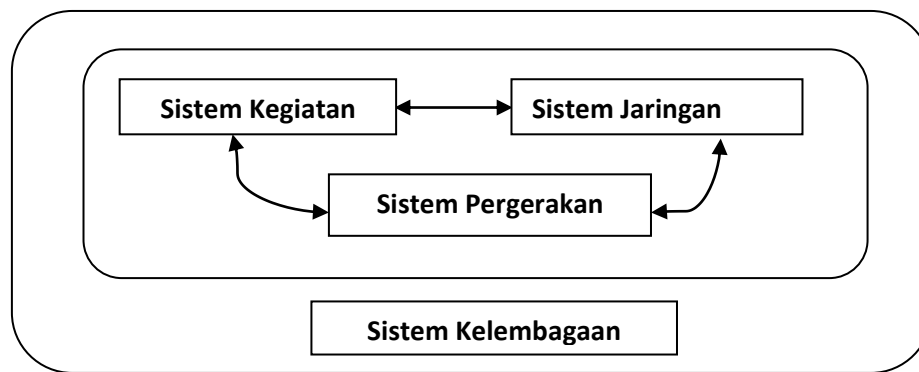 Sistem Kegiatan
Sistem Jaringan
Sistem Pergerakan
Sistem Kelembagaan